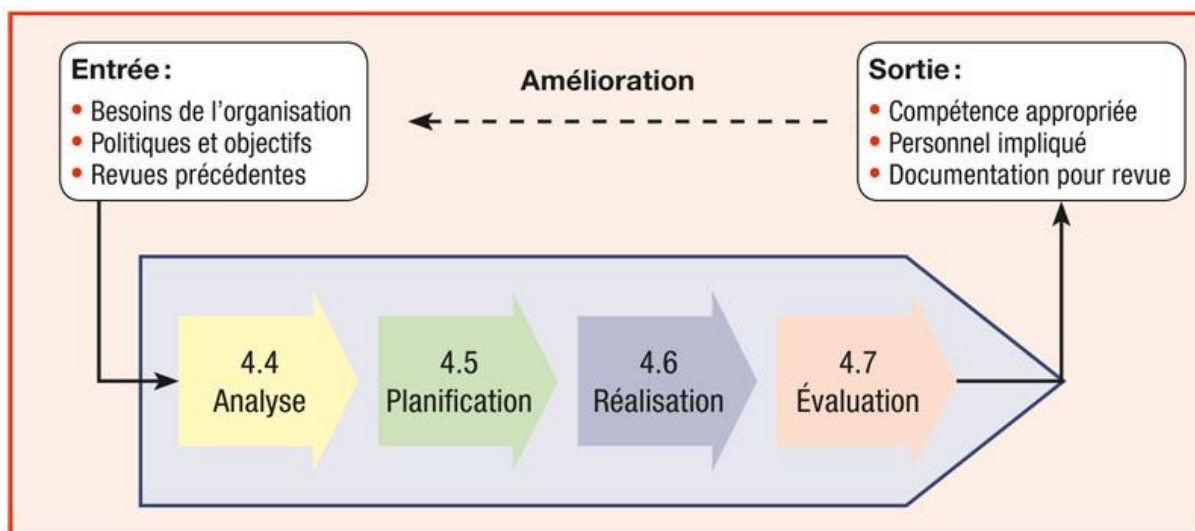 Entrée :
• Besoins de l'organisation
• Politiques et objectifs
• Revues précédentes
Amélioration
Sortie :
• Compétence appropriée
• Personnel impliqué
• Documentation pour revue
4.4
Analyse
4.5
Planification
4.6
Réalisation
4.7
Évaluation